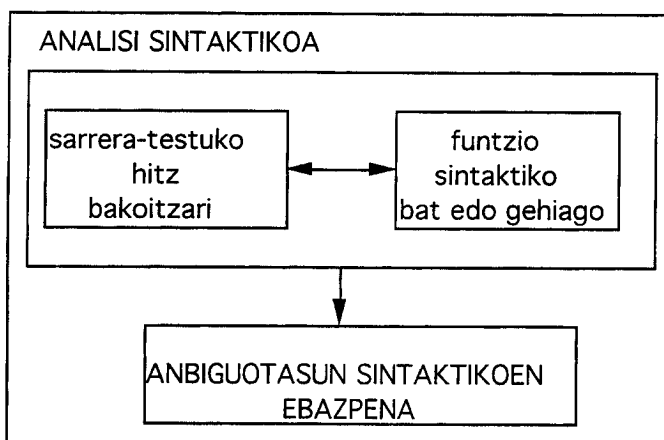 ANALISI SINTAKTIKOA
sarrera-testuko
hitz
bakoitzari
funtzio
sintaktiko
bat edo gehiago
ANBIGUOTASUN SINTAKTIKOEN
EBAZPENA